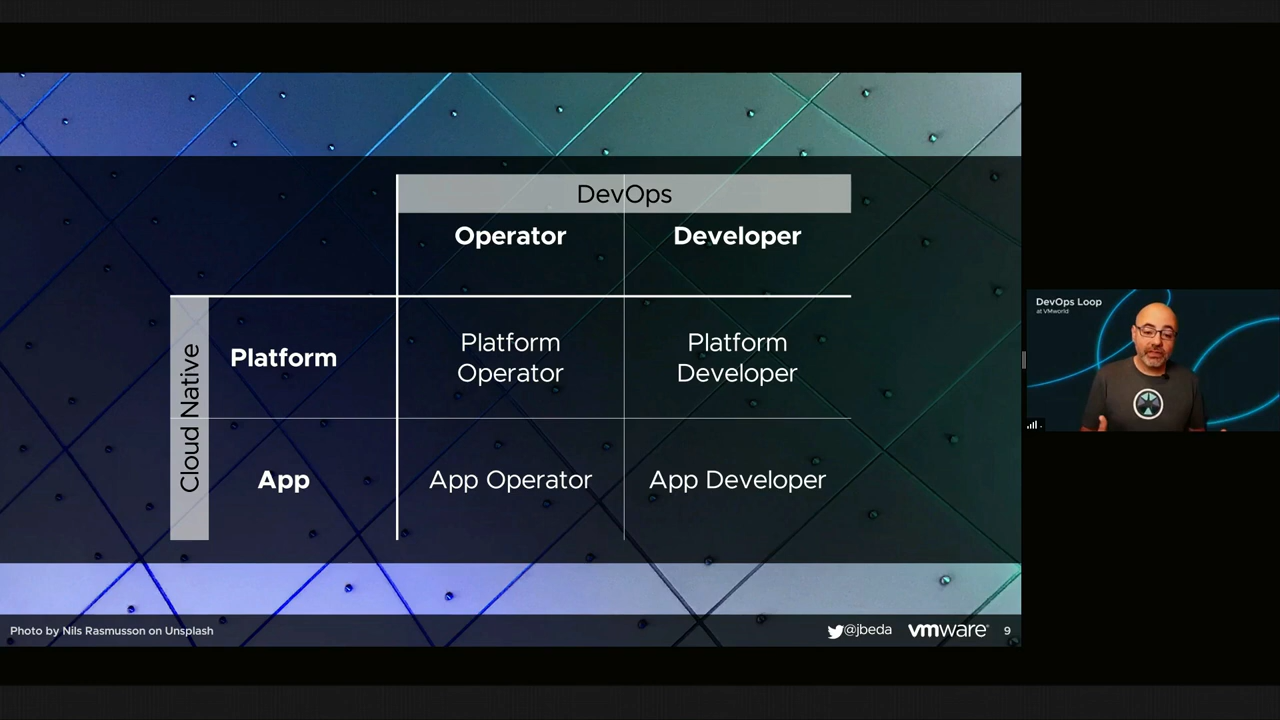 DevOps
Operator
Developer
Cloud Native
Platform
Platform
Operator
Platform
Developer
App
App Operator
App Developer
Photo by Nils Rasmusson on Unsplash
@jbeda
vmware
9
DevOps Loop
at VMworld